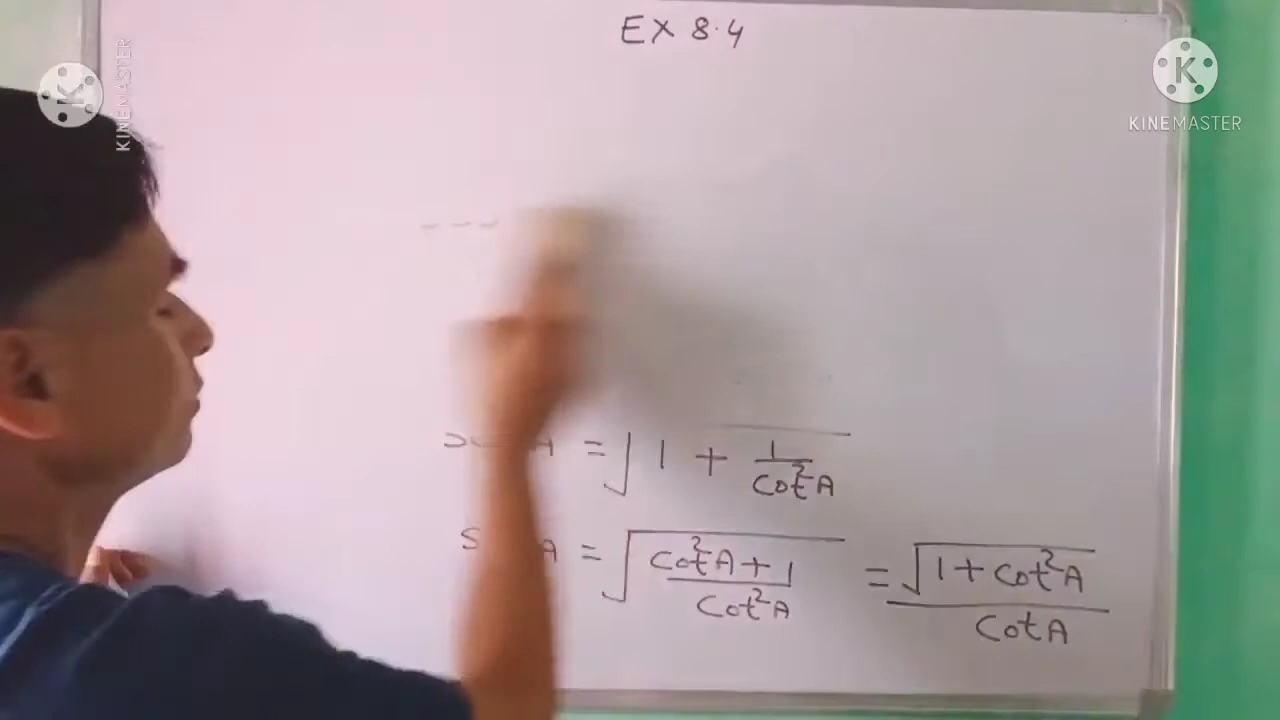 EX 8.4
KINEMASTER
KINEMASTER
A = √1 + 1/cot²A
S A = √(cot²A + 1)/cot²A = √(1 + cot²A)/cotA